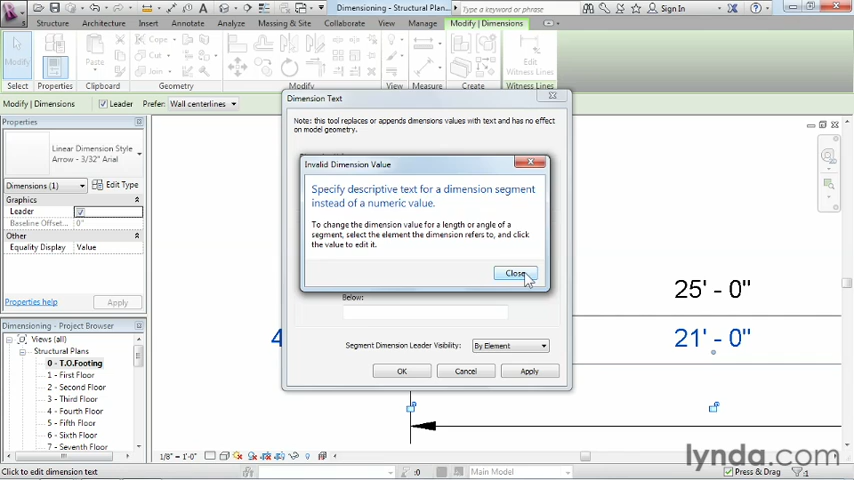 Dimensioning - Structural Plan...
Type a keyword or phrase
Sign In
Structure Architecture Insert Annotate Analyze Massing & Site Collaborate View Manage Modify | Dimensions
Modify
Properties
Paste
Cope
Cut
Join
Edit
Witness Lines
Select Properties Clipboard Geometry Modify View Measure Create Witness Lines
Modify | Dimensions Leader Prefer: Wall centerlines
Properties
Linear Dimension Style
Arrow - 3/32" Arial
Dimensions (1) Edit Type
Graphics
Leader
Baseline Offset... 0"
Other
Equality Display Value
Properties help Apply
Dimensioning - Project Browser
Views (all)
Structural Plans
0 - T.O.Footing
1 - First Floor
2 - Second Floor
3 - Third Floor
4 - Fourth Floor
5 - Fifth Floor
6 - Sixth Floor
7 - Seventh Floor
Dimension Text
Note: this tool replaces or appends dimensions values with text and has no effect
on model geometry.
Invalid Dimension Value
Specify descriptive text for a dimension segment
instead of a numeric value.
To change the dimension value for a length or angle of a
segment, select the element the dimension refers to, and click
the value to edit it.
Close
Below:
Segment Dimension Leader Visibility: By Element
OK Cancel Apply
25' - 0"
4
21' - 0"
1/8" = 1'-0"
Click to edit dimension text
:0
Main Model
Press & Drag
:1
lynda.com